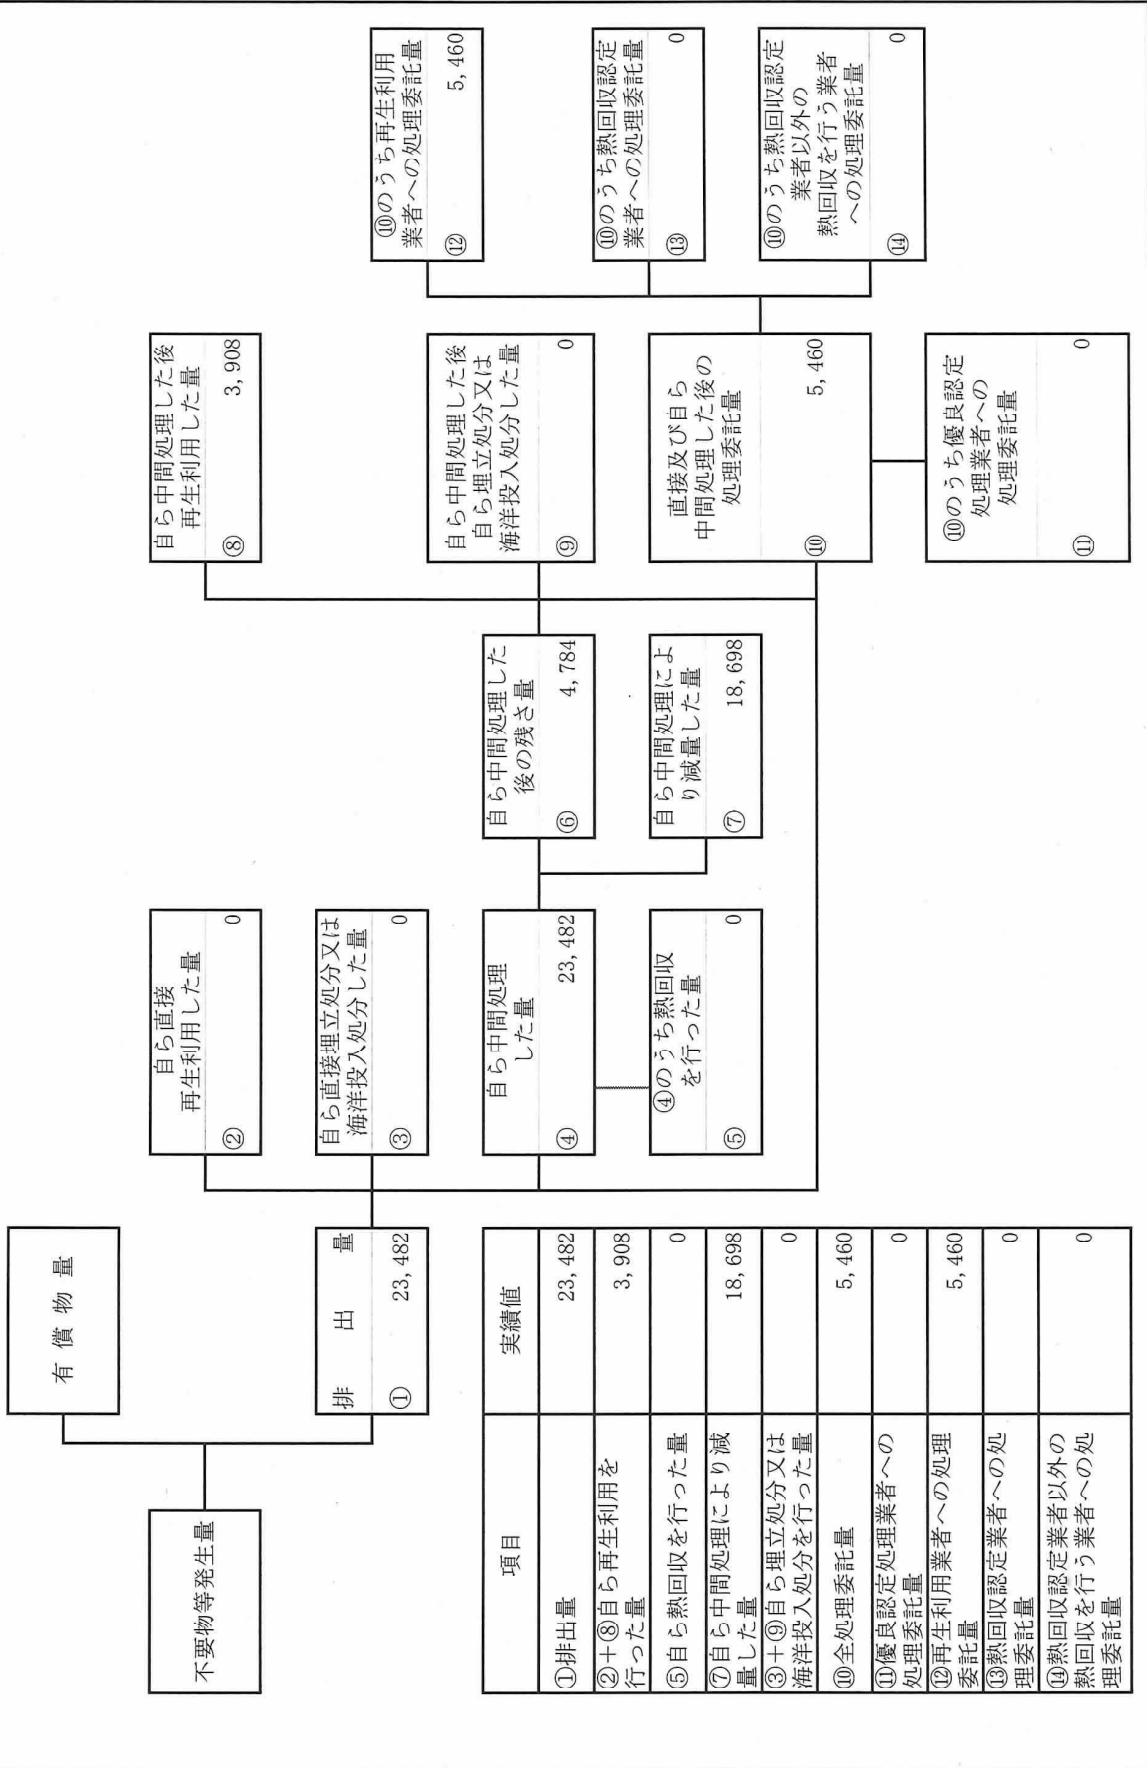 不要物等発生量
有償物量
排出量
① 23,482
自ら直接
再生利用した量
② 0
自ら直接埋立処分又は
海洋投入処分した量
③ 0
自ら中間処理
した量
④ 23,482
④のうち熱回収
を行った量
⑤ 0
自ら中間処理した
後の残さ量
⑥ 4,784
自ら中間処理によ
り減量した量
⑦ 18,698
自ら中間処理した後
再生利用した量
⑧ 3,908
自ら中間処理した後
自ら埋立処分又は
海洋投入処分した量
⑨ 0
直接及び自ら
中間処理した後の
処理委託量
⑩ 5,460
⑩のうち優良認定
処理業者への
処理委託量
⑪ 0
⑩のうち再生利用
業者への処理委託量
⑫ 5,460
⑩のうち熱回収認定
業者への処理委託量
⑬ 0
⑩のうち熱回収認定
業者以外の
熱回収を行う業者
への処理委託量
⑭ 0
項目 実績値
①排出量 23,482
②+⑧自ら再生利用を
行った量 3,908
⑤自ら熱回収を行った量 0
⑦自ら中間処理により減
量した量 18,698
③+⑨自ら埋立処分又は
海洋投入処分を行った量 0
⑩全処理委託量 5,460
⑪優良認定処理業者への
処理委託量 0
⑫再生利用業者への処理
委託量 5,460
⑬熱回収認定業者への処
理委託量 0
⑭熱回収認定業者以外の
熱回収を行う業者への処
理委託量 0